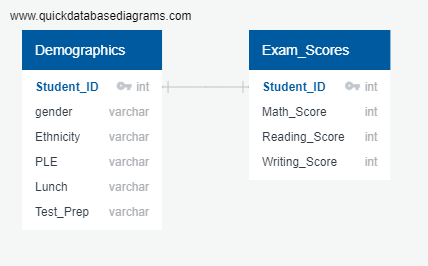 www.quickdatabasediagrams.com
Demographics
Student_ID int
gender varchar
Ethnicity varchar
PLE varchar
Lunch varchar
Test_Prep varchar
Exam_Scores
Student_ID int
Math_Score int
Reading_Score int
Writing_Score int